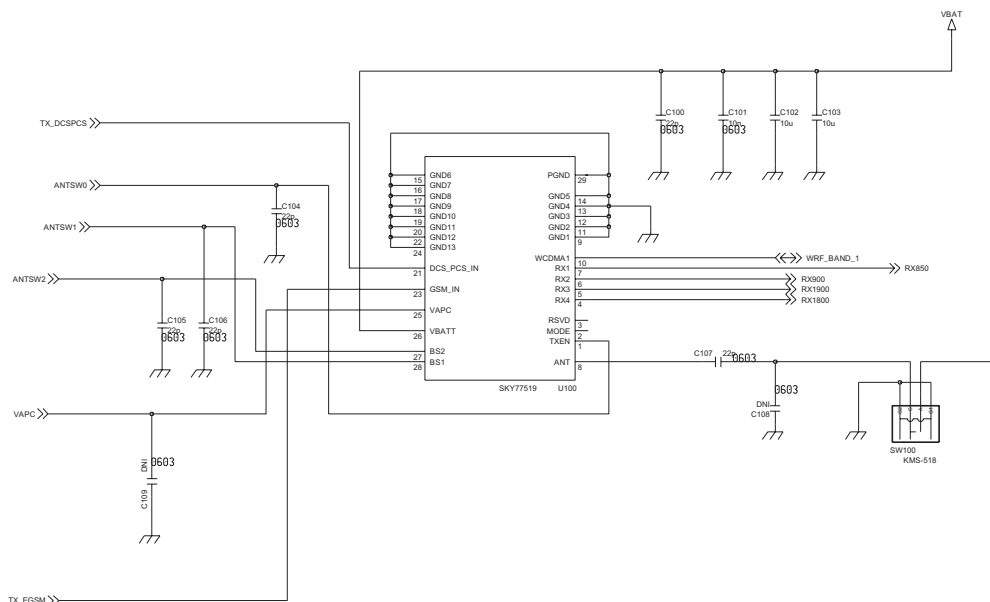 VBAT
C100
22p
0603
C101
10n
0603
C102
10u
C103
10u
TX_DCSPCS
ANTSW0
C104
22p
0603
ANTSW1
ANTSW2
C105
22p
0603
C106
22p
0603
GND6
15
GND7
16
GND8
17
GND9
18
GND10
19
GND11
20
GND12
22
GND13
24
DCS_PCS_IN
21
GSM_IN
23
VAPC
25
VBATT
26
BS2
27
BS1
28
PGND
29
GND5
14
GND4
13
GND3
12
GND2
11
GND1
9
WCDMA1
10
RX1
7
RX2
6
RX3
5
RX4
4
RSVD
3
MODE
2
TXEN
1
ANT
8
SKY77519
U100
WRF_BAND_1
RX850
RX900
RX1900
RX1800
C107
22p
0603
0603
DNI
C108
SW100
KMS-518
VAPC
DNI
0603
C109
TX_EGSM